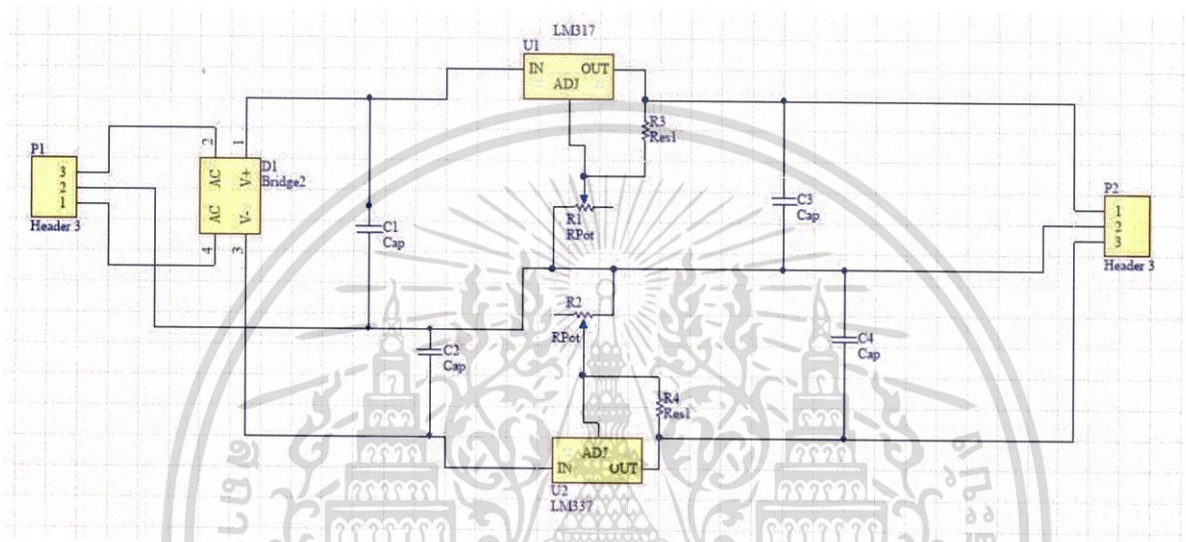 LM317
U1
IN OUT
ADJ
R3
Res1
P1
3
2
1
Header 3
2
1
AC V+
AC V-
4
3
D1
Bridge2
C1
Cap
R1
RPot
C3
Cap
P2
1
2
3
Header 3
R2
RPot
C2
Cap
C4
Cap
R4
Res1
ADJ
IN OUT
U2
LM337